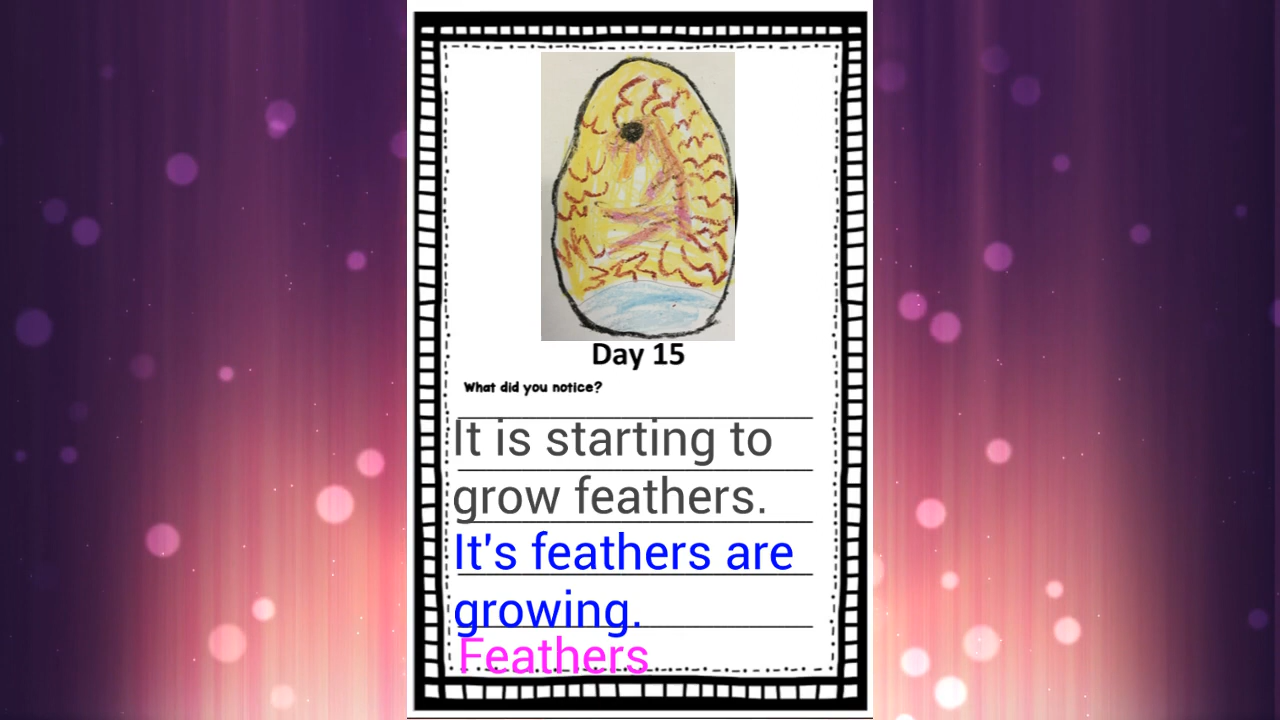 Day 15
What did you notice?
It is starting to
grow feathers.
It's feathers are
growing.
Feathers